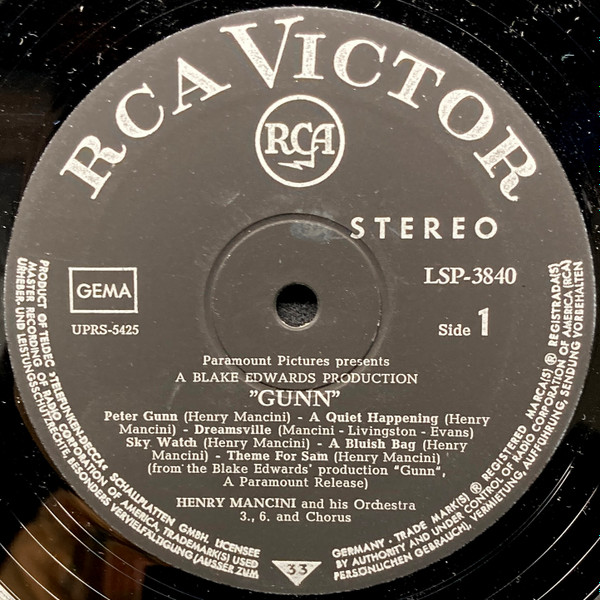 RCA VICTOR
RCA
STEREO
GEMA
LSP-3840
UPRS-5425
Side 1
Paramount Pictures presents
A BLAKE EDWARDS PRODUCTION
"GUNN"
Peter Gunn (Henry Mancini) - A Quiet Happening (Henry
Mancini) - Dreamsville (Mancini - Livingston - Evans)
Sky Watch (Henry Mancini) - A Bluish Bag (Henry
Mancini) - Theme For Sam (Henry Mancini)
(from the Blake Edwards' production "Gunn",
A Paramount Release)
HENRY MANCINI and his Orchestra
3., 6. and Chorus
PRODUCT OF TELDEC »TELEFUNKEN-DECCA« SCHALLPLATTEN GMBH. LICENSEE
MASTER RECORDING OF RADIO CORPORATION OF AMERICA, TRADEMARK(S) USED
URHEBER- UND LEISTUNGSSCHUTZRECHTE, BESONDERS VERVIELFÄLTIGUNG (AUSSER ZUM
33
GERMANY · TRADE MARK(S) ® REGISTERED MARCA(S) ® REGISTRADA(S)
BY AUTHORITY AND UNDER CONTROL OF RADIO CORPORATION OF AMERICA (RCA)
PERSÖNLICHEN GEBRAUCH), VERMIETUNG, AUFFÜHRUNG, SENDUNG VORBEHALTEN